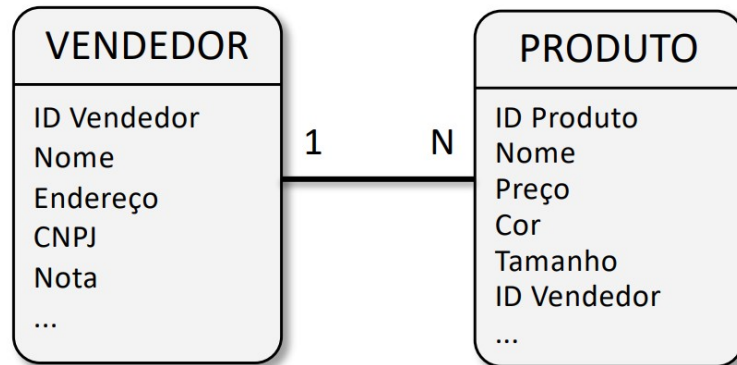 VENDEDOR
ID Vendedor
Nome
Endereço
CNPJ
Nota
...
1
N
PRODUTO
ID Produto
Nome
Preço
Cor
Tamanho
ID Vendedor
...